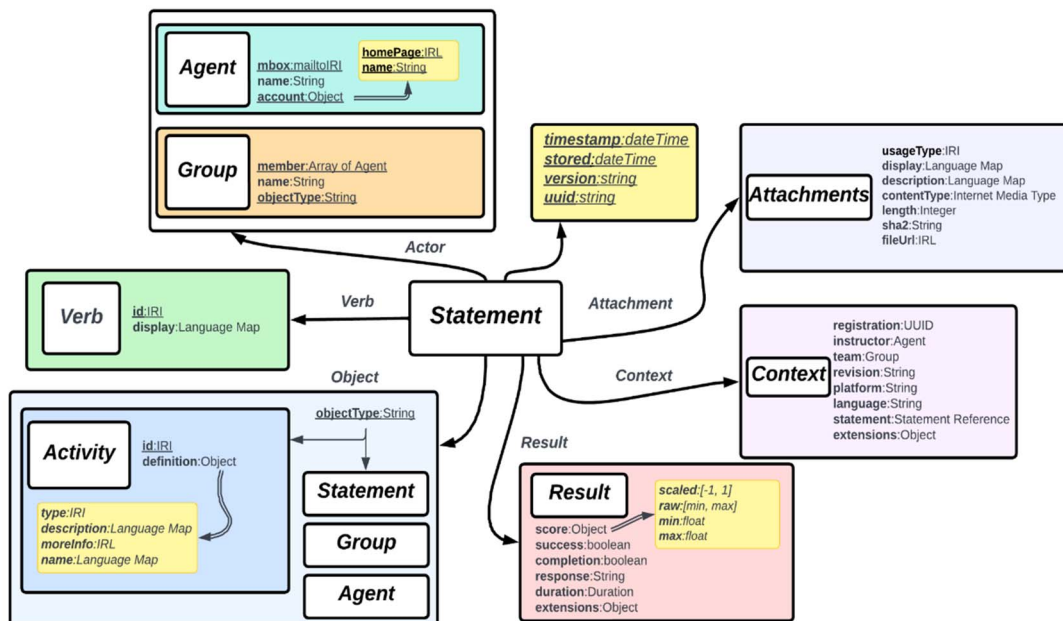 Agent
mbox:mailtoIRI
name:String
account:Object
homePage:IRL
name:String
Group
member:Array of Agent
name:String
objectType:String
Actor
timestamp:dateTime
stored:dateTime
version:string
uuid:string
Attachments
usageType:IRI
display:Language Map
description:Language Map
contentType:Internet Media Type
length:Integer
sha2:String
fileUrl:IRL
Attachment
Verb
id:IRI
display:Language Map
Verb
Statement
Context
registration:UUID
instructor:Agent
team:Group
revision:String
platform:String
language:String
statement:Statement Reference
extensions:Object
Context
Object
objectType:String
Activity
id:IRI
definition:Object
type:IRI
description:Language Map
moreInfo:IRL
name:Language Map
Statement
Group
Agent
Result
Result
score:Object
success:boolean
completion:boolean
response:String
duration:Duration
extensions:Object
scaled:[-1, 1]
raw:[min, max]
min:float
max:float